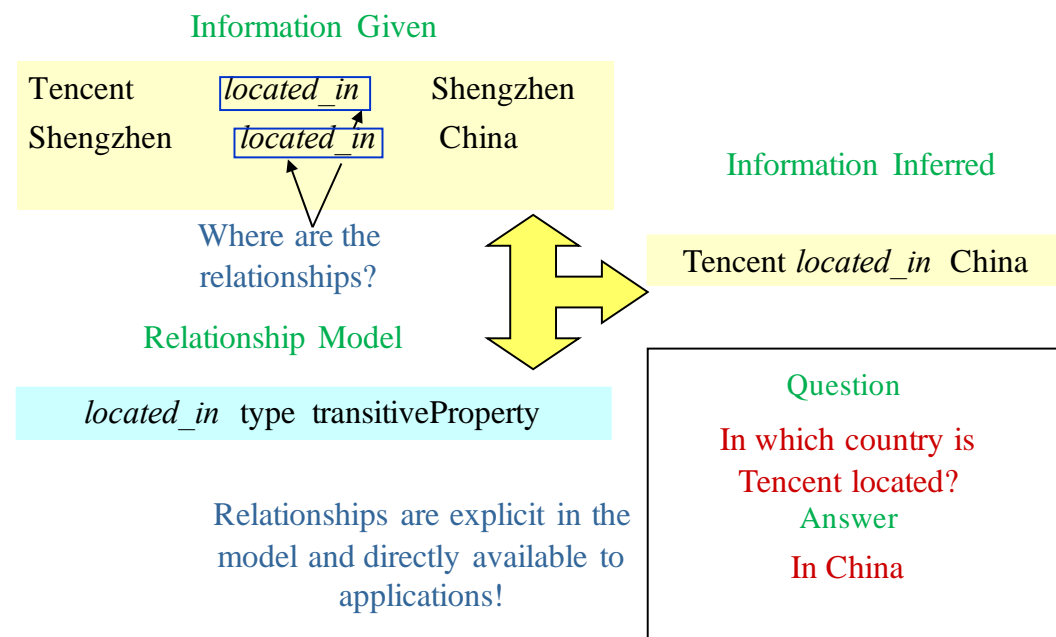 Information Given
Tencent located_in Shengzhen
Shengzhen located_in China
Where are the
relationships?
Information Inferred
Tencent located_in China
Relationship Model
located_in type transitiveProperty
Relationships are explicit in the
model and directly available to
applications!
Question
In which country is
Tencent located?
Answer
In China